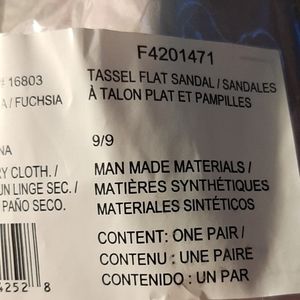 F4201471
# 16803
TASSEL FLAT SANDAL / SANDALES
A / FUCHSIA
À TALON PLAT ET PAMPILLES
9/9
NA
RY CLOTH. /
MAN MADE MATERIALS /
UN LINGE SEC. /
MATIÈRES SYNTHÉTIQUES
PAÑO SECO.
MATERIALES SINTÉTICOS
CONTENT: ONE PAIR /
CONTENU : UNE PAIRE
CONTENIDO : UN PAR
4252 8